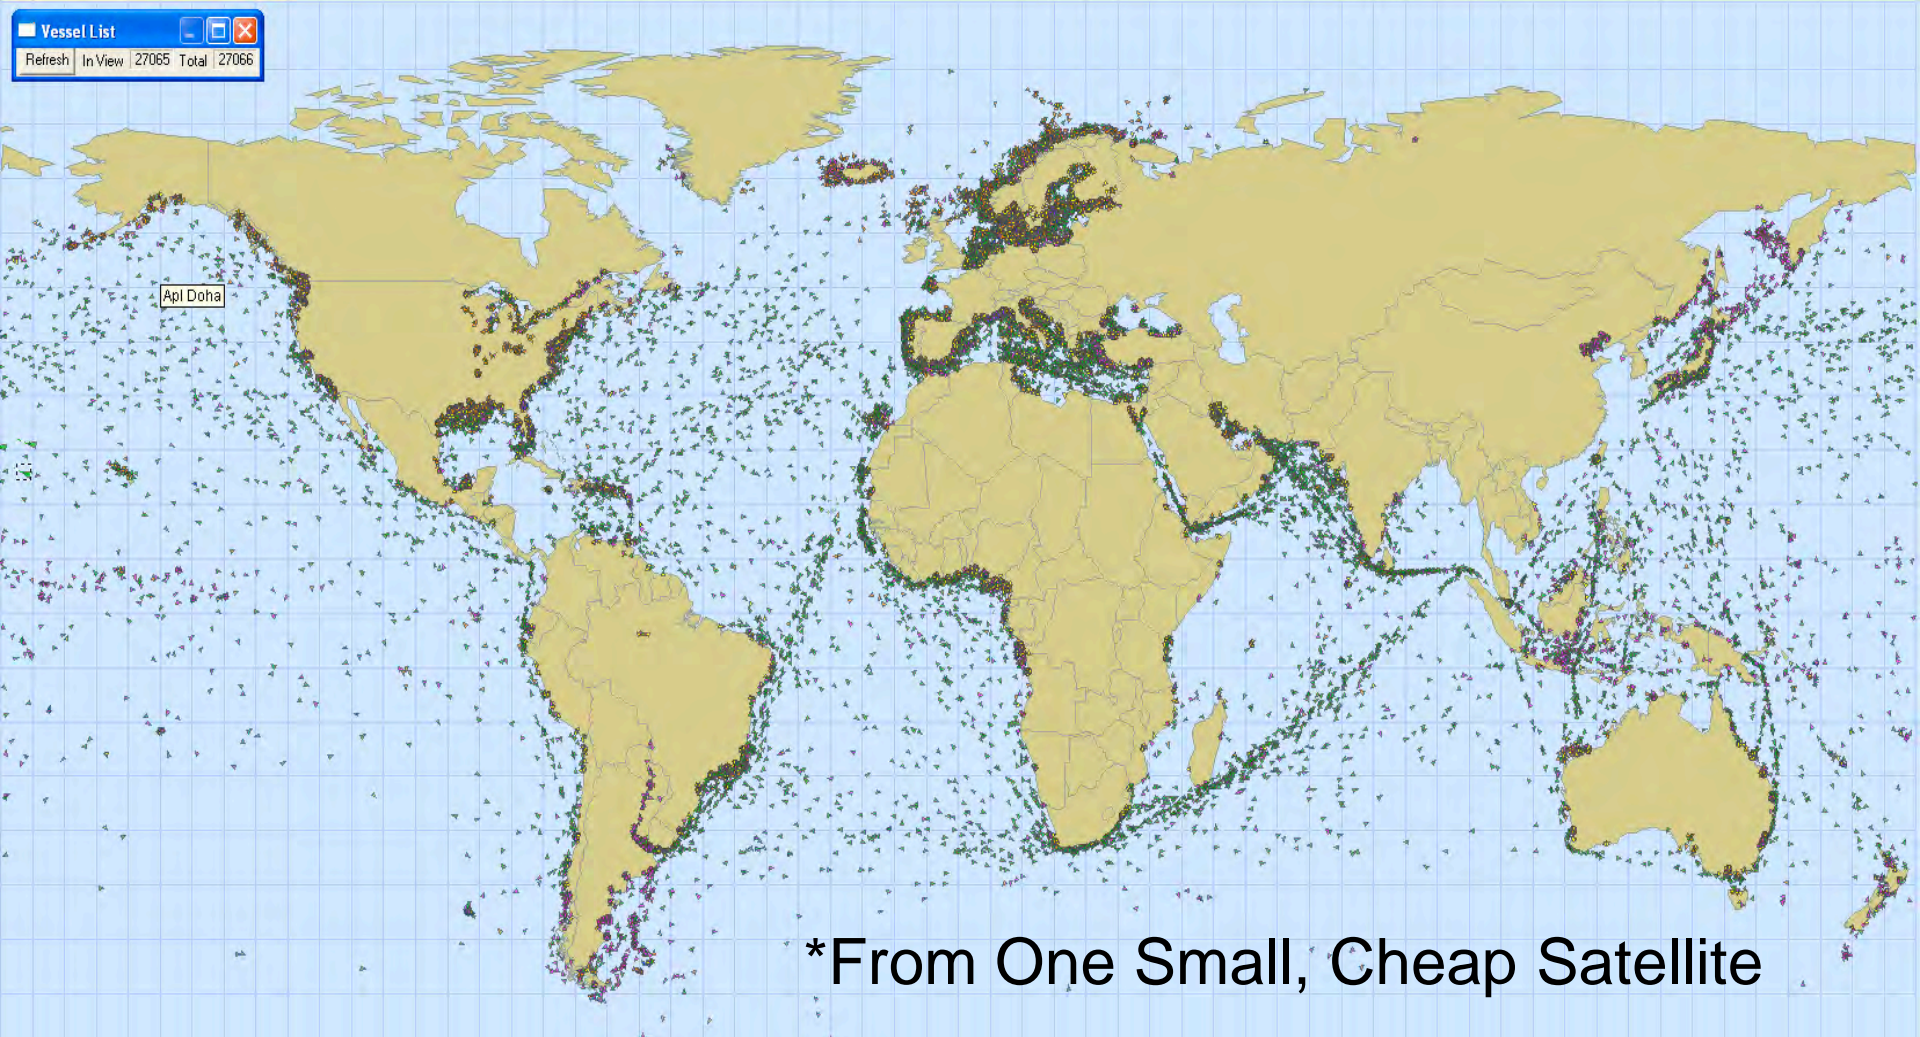 Vessel List
Refresh In View 27065 Total 27066
Apl Doha
*From One Small, Cheap Satellite